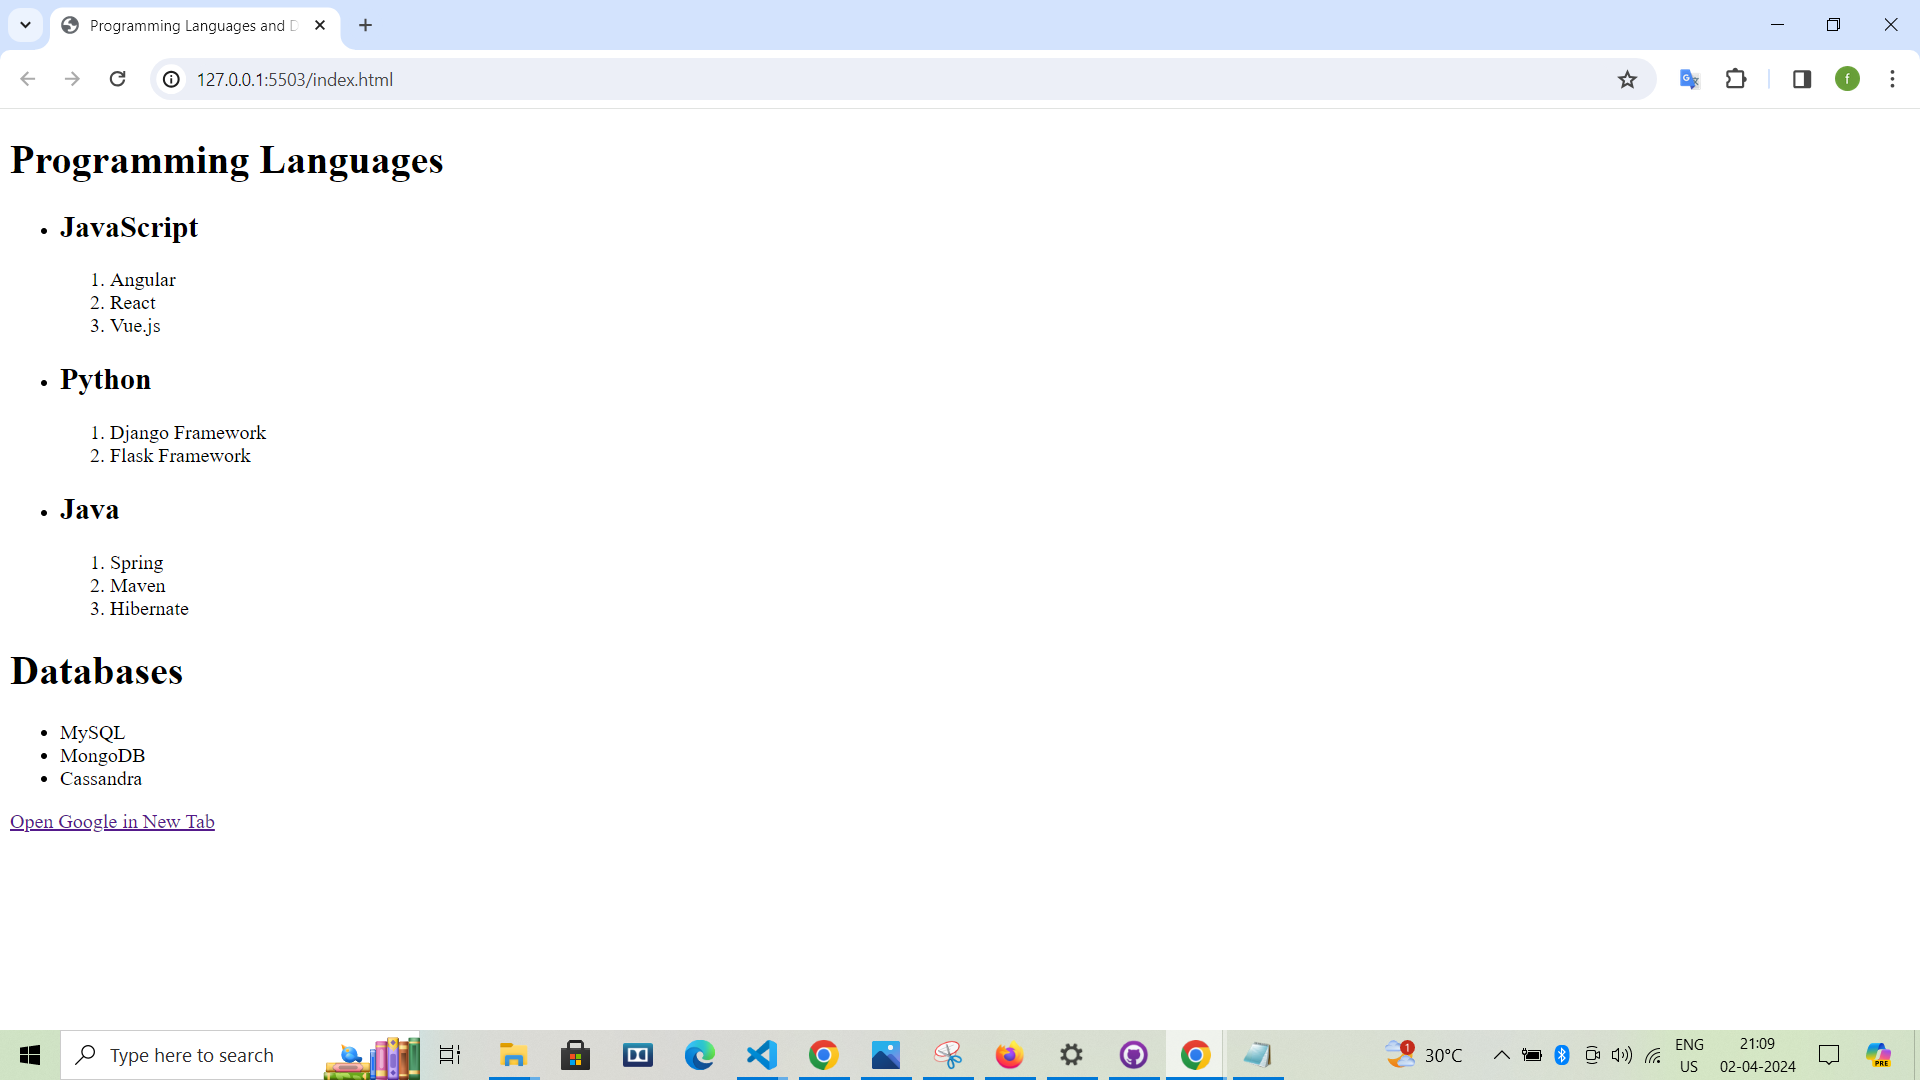 Programming Languages and D
127.0.0.1:5503/index.html
f
Programming Languages
• JavaScript
1. Angular
2. React
3. Vue.js
• Python
1. Django Framework
2. Flask Framework
• Java
1. Spring
2. Maven
3. Hibernate
Databases
• MySQL
• MongoDB
• Cassandra
Open Google in New Tab
Type here to search
1
30°C
ENG
US
21:09
02-04-2024
PRE